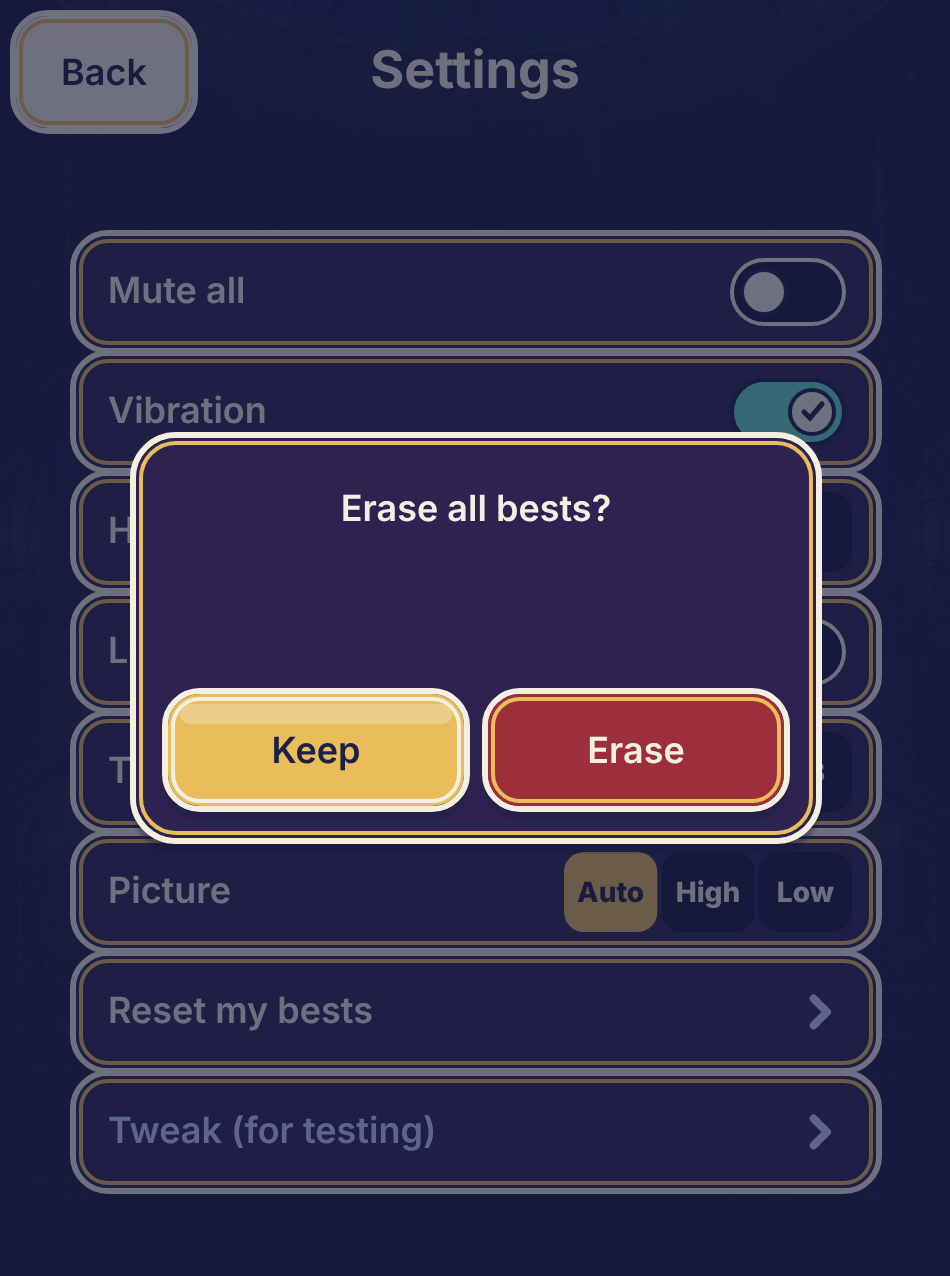 Back
Settings
Mute all
Vibration
Erase all bests?
Keep
Erase
Picture
Auto
High
Low
Reset my bests
Tweak (for testing)